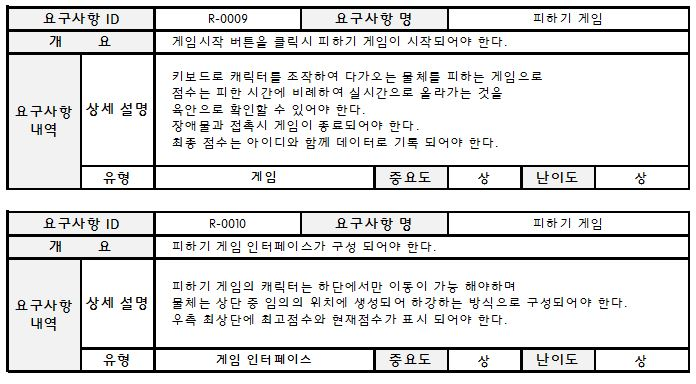 요구사항 ID R-0009 요구사항 명 피하기 게임
개 요 게임시작 버튼을 클릭시 피하기 게임이 시작되어야 한다.
요구사항 내역 상세 설명
키보드로 캐릭터를 조작하여 다가오는 물체를 피하는 게임으로
점수는 피한 시간에 비례하여 실시간으로 올라가는 것을
육안으로 확인할 수 있어야 한다.
장애물과 접촉시 게임이 종료되어야 한다.
최종 점수는 아이디와 함께 데이터로 기록 되어야 한다.
유형 게임 중요도 상 난이도 상
요구사항 ID R-0010 요구사항 명 피하기 게임
개 요 피하기 게임 인터페이스가 구성 되어야 한다.
요구사항 내역 상세 설명
피하기 게임의 캐릭터는 하단에서만 이동이 가능 해야하며
물체는 상단 중 임의의 위치에 생성되어 하강하는 방식으로 구성되어야 한다.
우측 최상단에 최고점수와 현재점수가 표시 되어야 한다.
유형 게임 인터페이스 중요도 상 난이도 상